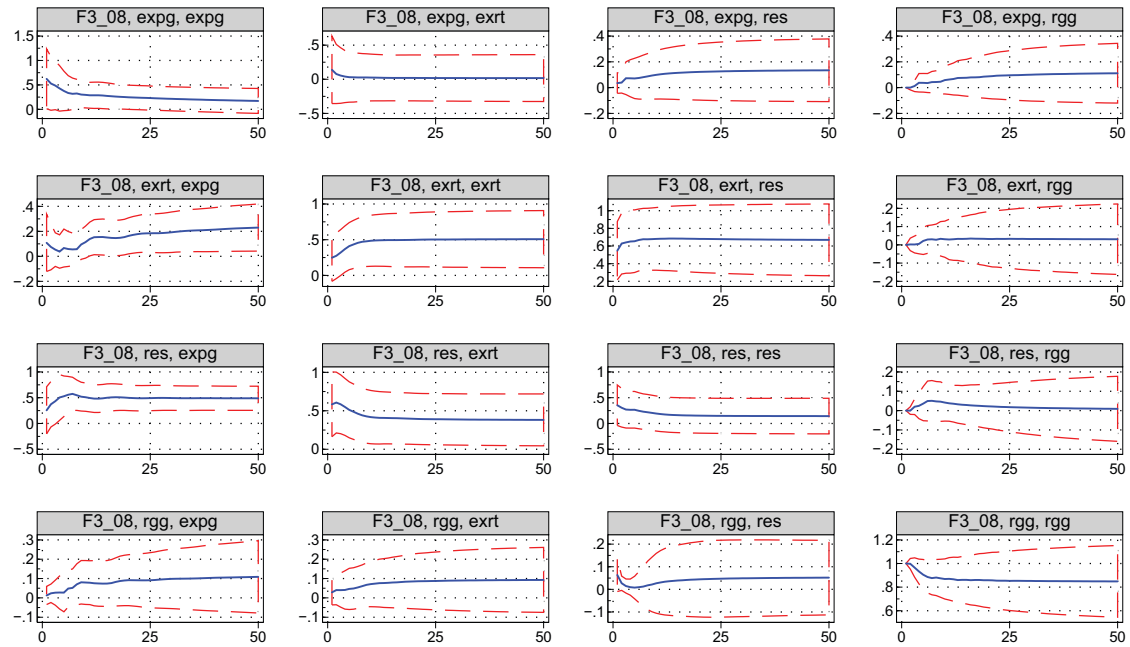 F3_08, expg, expg
1.5
1
.5
0
0 25 50
F3_08, expg, exrt
.5
0
−.5
0 25 50
F3_08, expg, res
.4
.2
0
−.2
0 25 50
F3_08, expg, rgg
.4
.2
0
−.2
0 25 50
F3_08, exrt, expg
.4
.2
0
−.2
0 25 50
F3_08, exrt, exrt
1
.5
0
0 25 50
F3_08, exrt, res
1
.8
.6
.4
.2
0 25 50
F3_08, exrt, rgg
.2
.1
0
−.1
−.2
0 25 50
F3_08, res, expg
1
.5
0
−.5
0 25 50
F3_08, res, exrt
1
.5
0
0 25 50
F3_08, res, res
1
.5
0
−.5
0 25 50
F3_08, res, rgg
.2
.1
0
−.1
−.2
0 25 50
F3_08, rgg, expg
.3
.2
.1
0
−.1
0 25 50
F3_08, rgg, exrt
.3
.2
.1
0
−.1
0 25 50
F3_08, rgg, res
.2
.1
0
−.1
0 25 50
F3_08, rgg, rgg
1.2
1
.8
.6
0 25 50